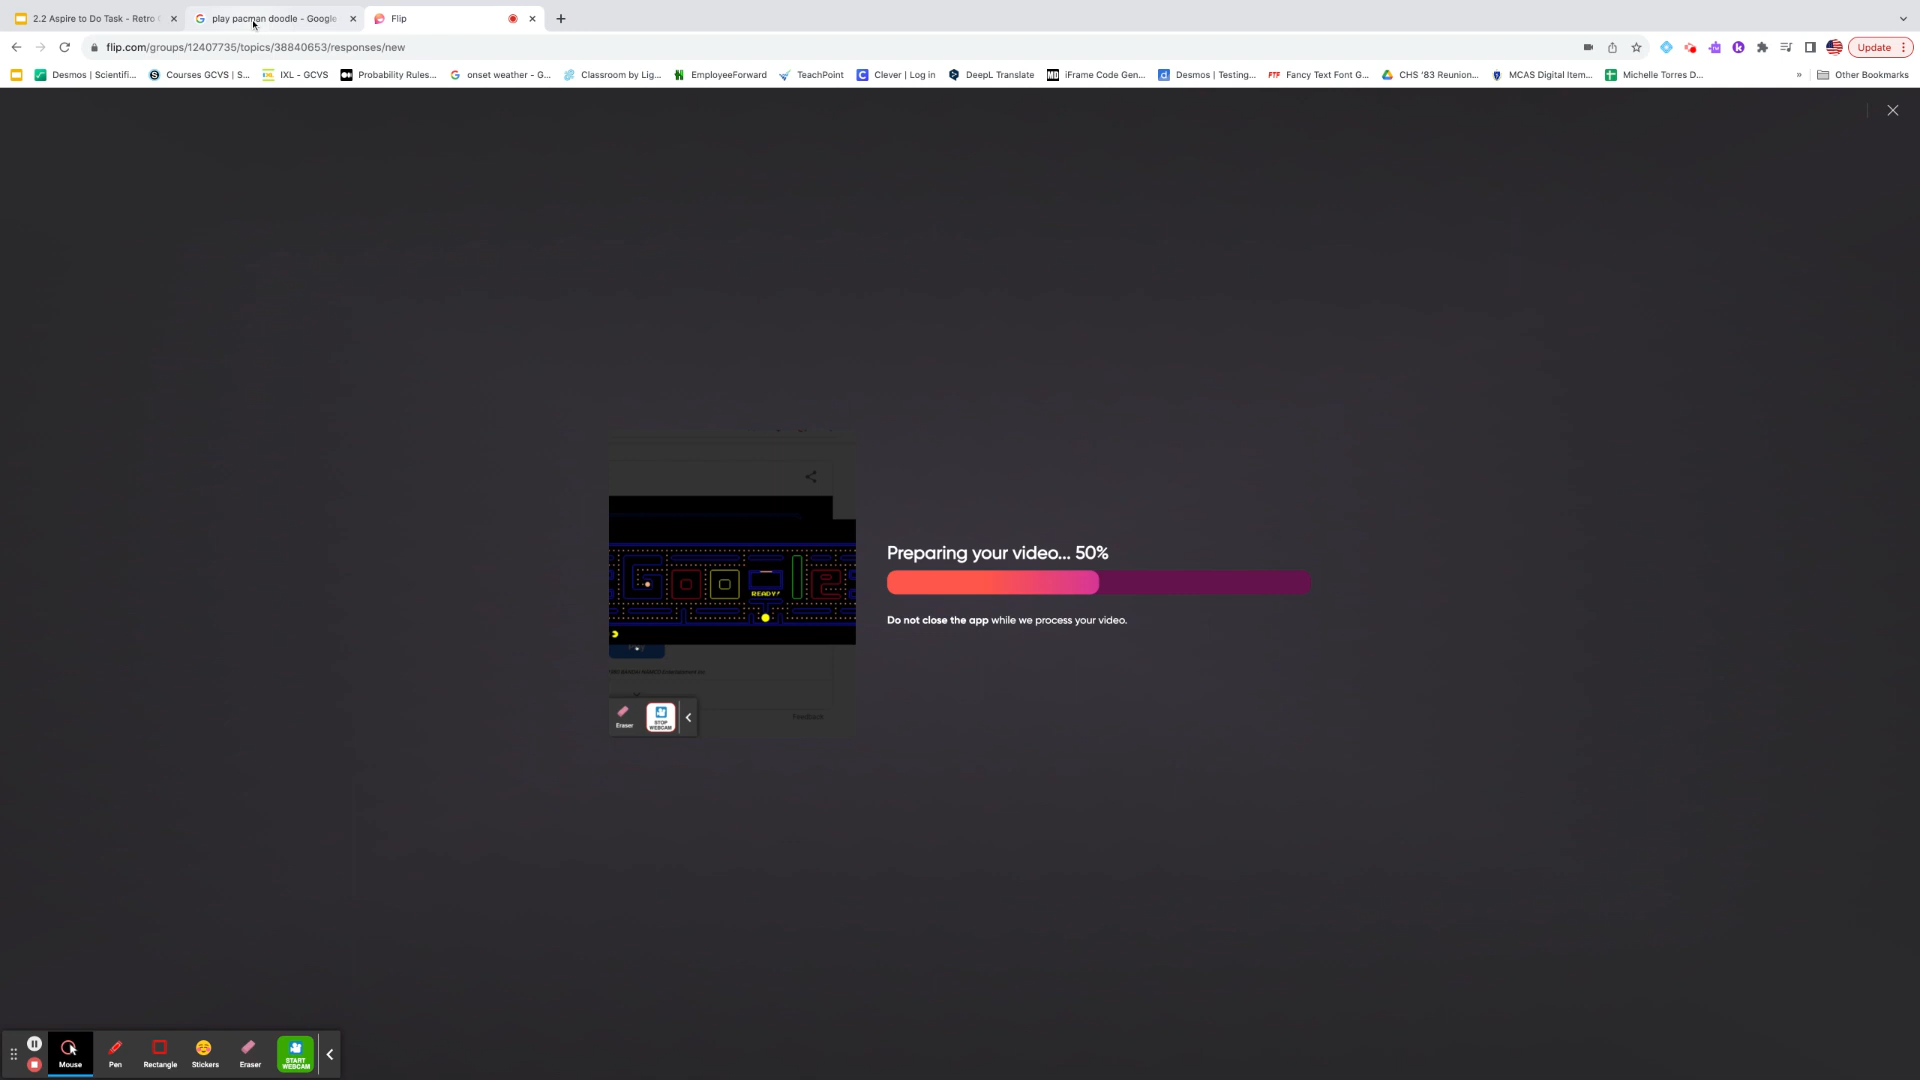 2.2 Aspire to Do Task - Retro
play pacman doodle - Google
Flip
flip.com/groups/12407735/topics/38840653/responses/new
Update
Desmos | Scientifi...
Courses GCVS | S...
IXL - GCVS
Probability Rules...
onset weather - G...
Classroom by Lig...
EmployeeForward
TeachPoint
Clever | Log in
DeepL Translate
iFrame Code Gen...
Desmos | Testing...
Fancy Text Font G...
CHS '83 Reunion...
MCAS Digital Item...
Michelle Torres D...
» Other Bookmarks
READY!
Preparing your video... 50%
Do not close the app while we process your video.
Eraser
STOP WEBCAM
Feedback
Mouse
Pen
Rectangle
Stickers
Eraser
START WEBCAM